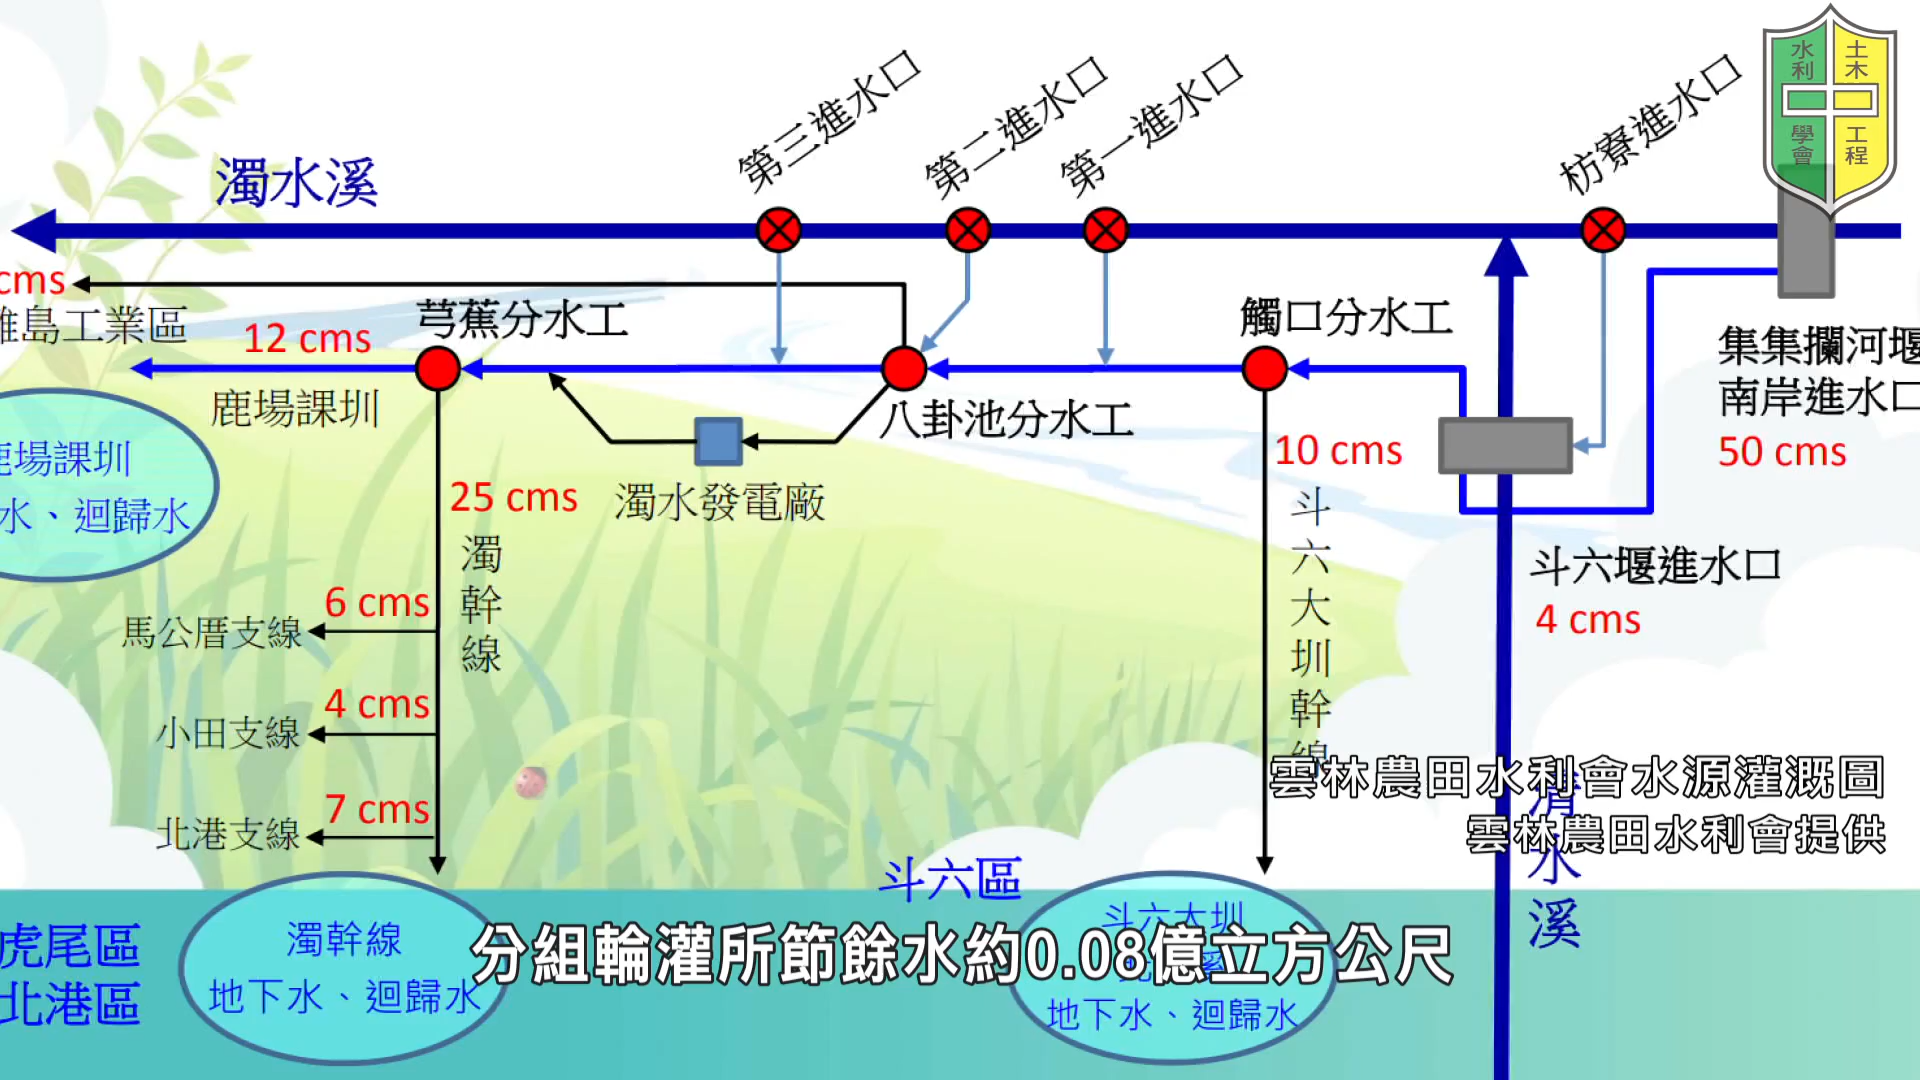 水利 土木
學會 工程
第三進水口
第二進水口
第一進水口
枋寮進水口
濁水溪
cms
離島工業區
12 cms
芎蕉分水工
觸口分水工
集集攔河堰
南岸進水口
50 cms
鹿場課圳
八卦池分水工
10 cms
鹿場課圳
水、迴歸水
25 cms
濁幹線
濁水發電廠
斗六大圳幹線
斗六堰進水口
4 cms
6 cms
馬公厝支線
4 cms
小田支線
7 cms
北港支線
雲林農田水利會水源灌溉圖
雲林農田水利會提供
清水溪
斗六區
虎尾區
北港區
濁幹線
地下水、迴歸水
斗六大圳
地下水、迴歸水
分組輪灌所節餘水約0.08億立方公尺